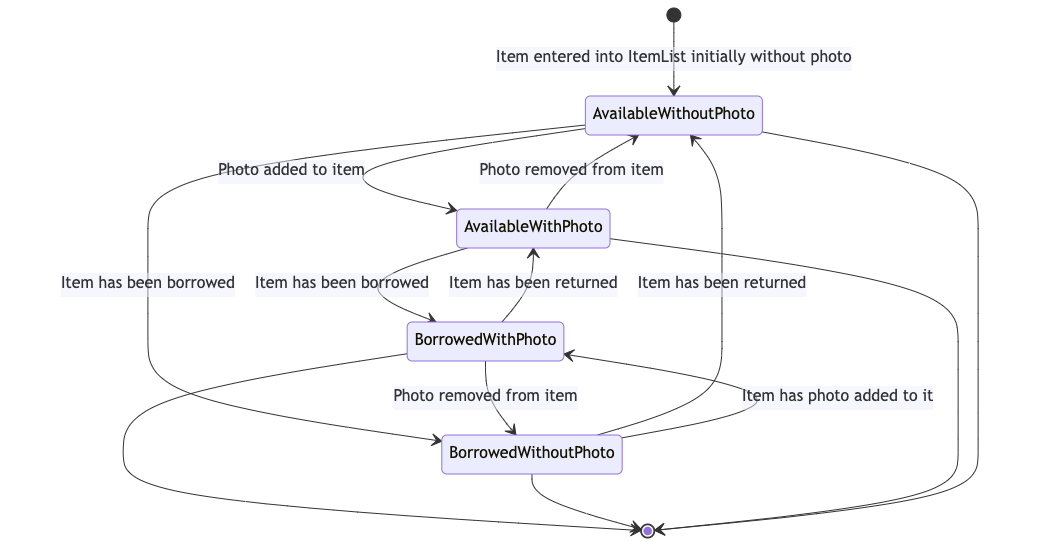 Item entered into ItemList initially without photo
AvailableWithoutPhoto
Photo added to item
Photo removed from item
AvailableWithPhoto
Item has been borrowed
Item has been borrowed
Item has been returned
Item has been returned
BorrowedWithPhoto
Photo removed from item
Item has photo added to it
BorrowedWithoutPhoto